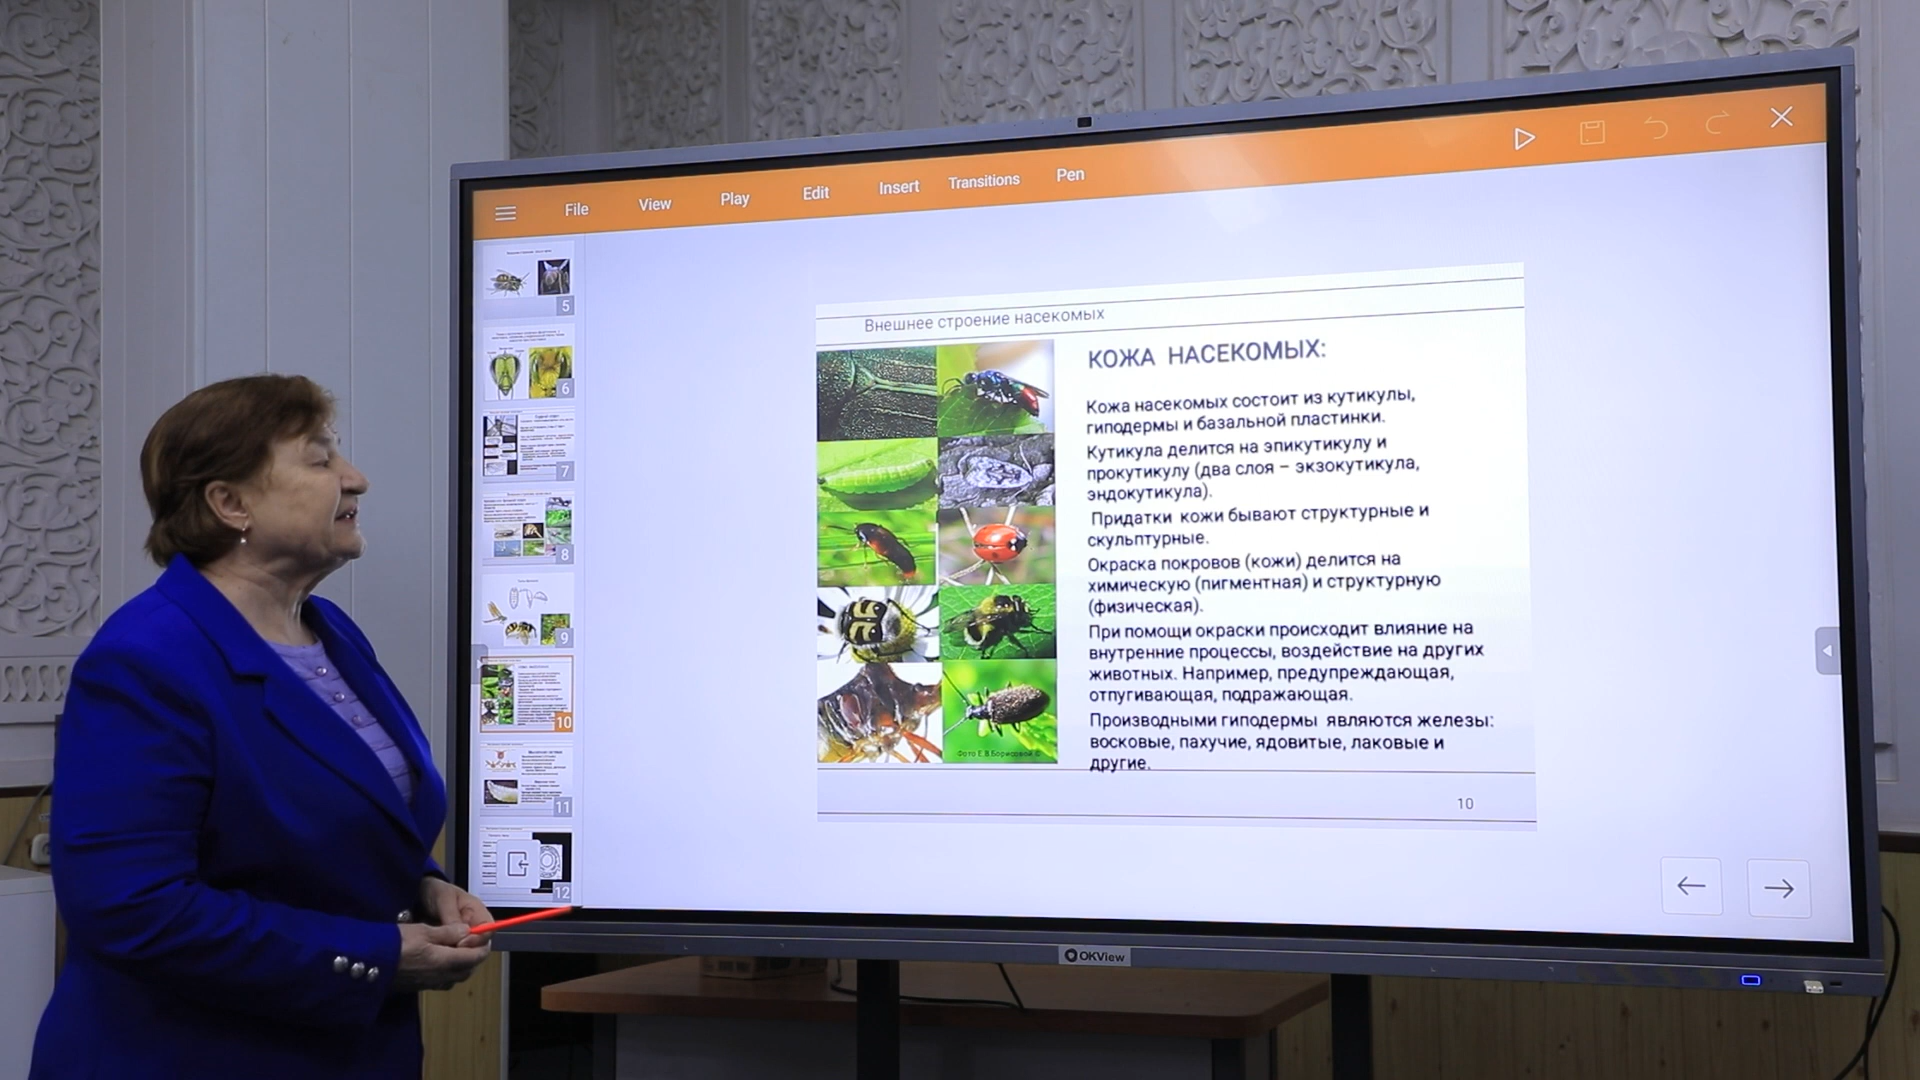 File
View
Play
Edit
Insert
Transitions
Pen
5
6
7
8
9
10
11
12
Внешнее строение насекомых
КОЖА НАСЕКОМЫХ:
Кожа насекомых состоит из кутикулы,
гиподермы и базальной пластинки.
Кутикула делится на эпикутикулу и
прокутикулу (два слоя – экзокутикула,
эндокутикула).
Придатки кожи бывают структурные и
скульптурные.
Окраска покровов (кожи) делится на
химическую (пигментная) и структурную
(физическая).
При помощи окраски происходит влияние на
внутренние процессы, воздействие на других
животных. Например, предупреждающая,
отпугивающая, подражающая.
Производными гиподермы являются железы:
восковые, пахучие, ядовитые, лаковые и
другие.
Фото Е.В.Борисовой
10
OKView